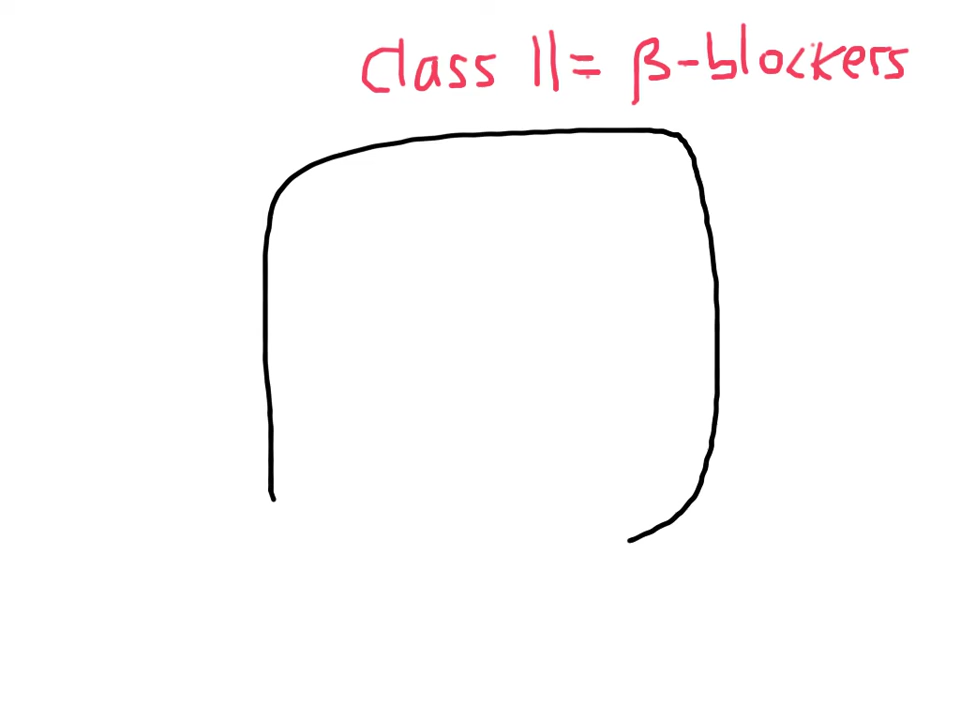 Class II = β-blockers